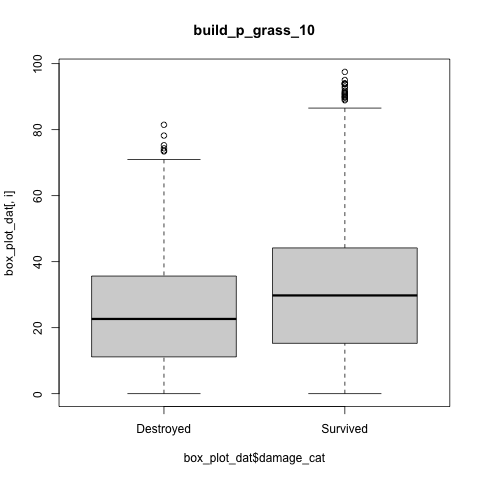 build_p_grass_10
box_plot_dat[, i]
100
80
60
40
20
0
Destroyed Survived
box_plot_dat$damage_cat